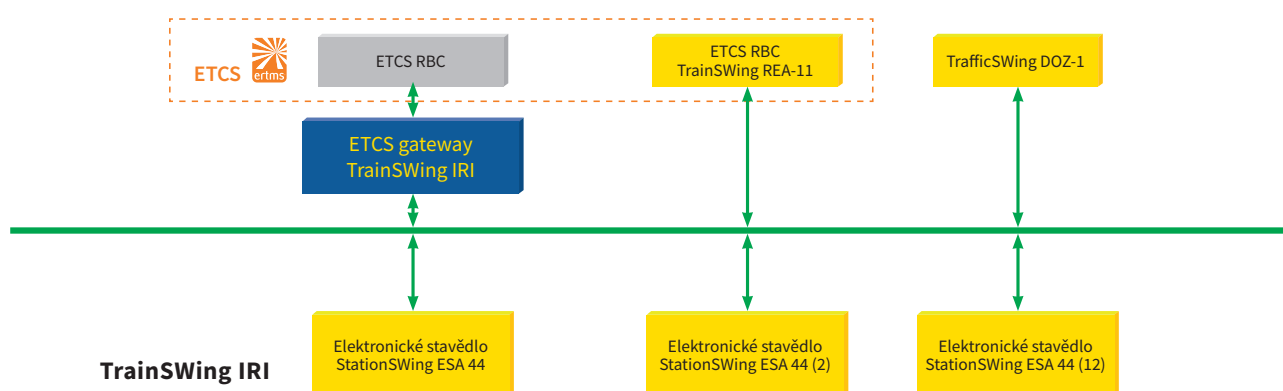 ETCS
ertms
ETCS RBC
ETCS RBC
TrainSWing REA-11
TrafficSWing DOZ-1
ETCS gateway
TrainSWing IRI
Elektronické stavědlo
StationSWing ESA 44
Elektronické stavědlo
StationSWing ESA 44 (2)
Elektronické stavědlo
StationSWing ESA 44 (12)
TrainSWing IRI